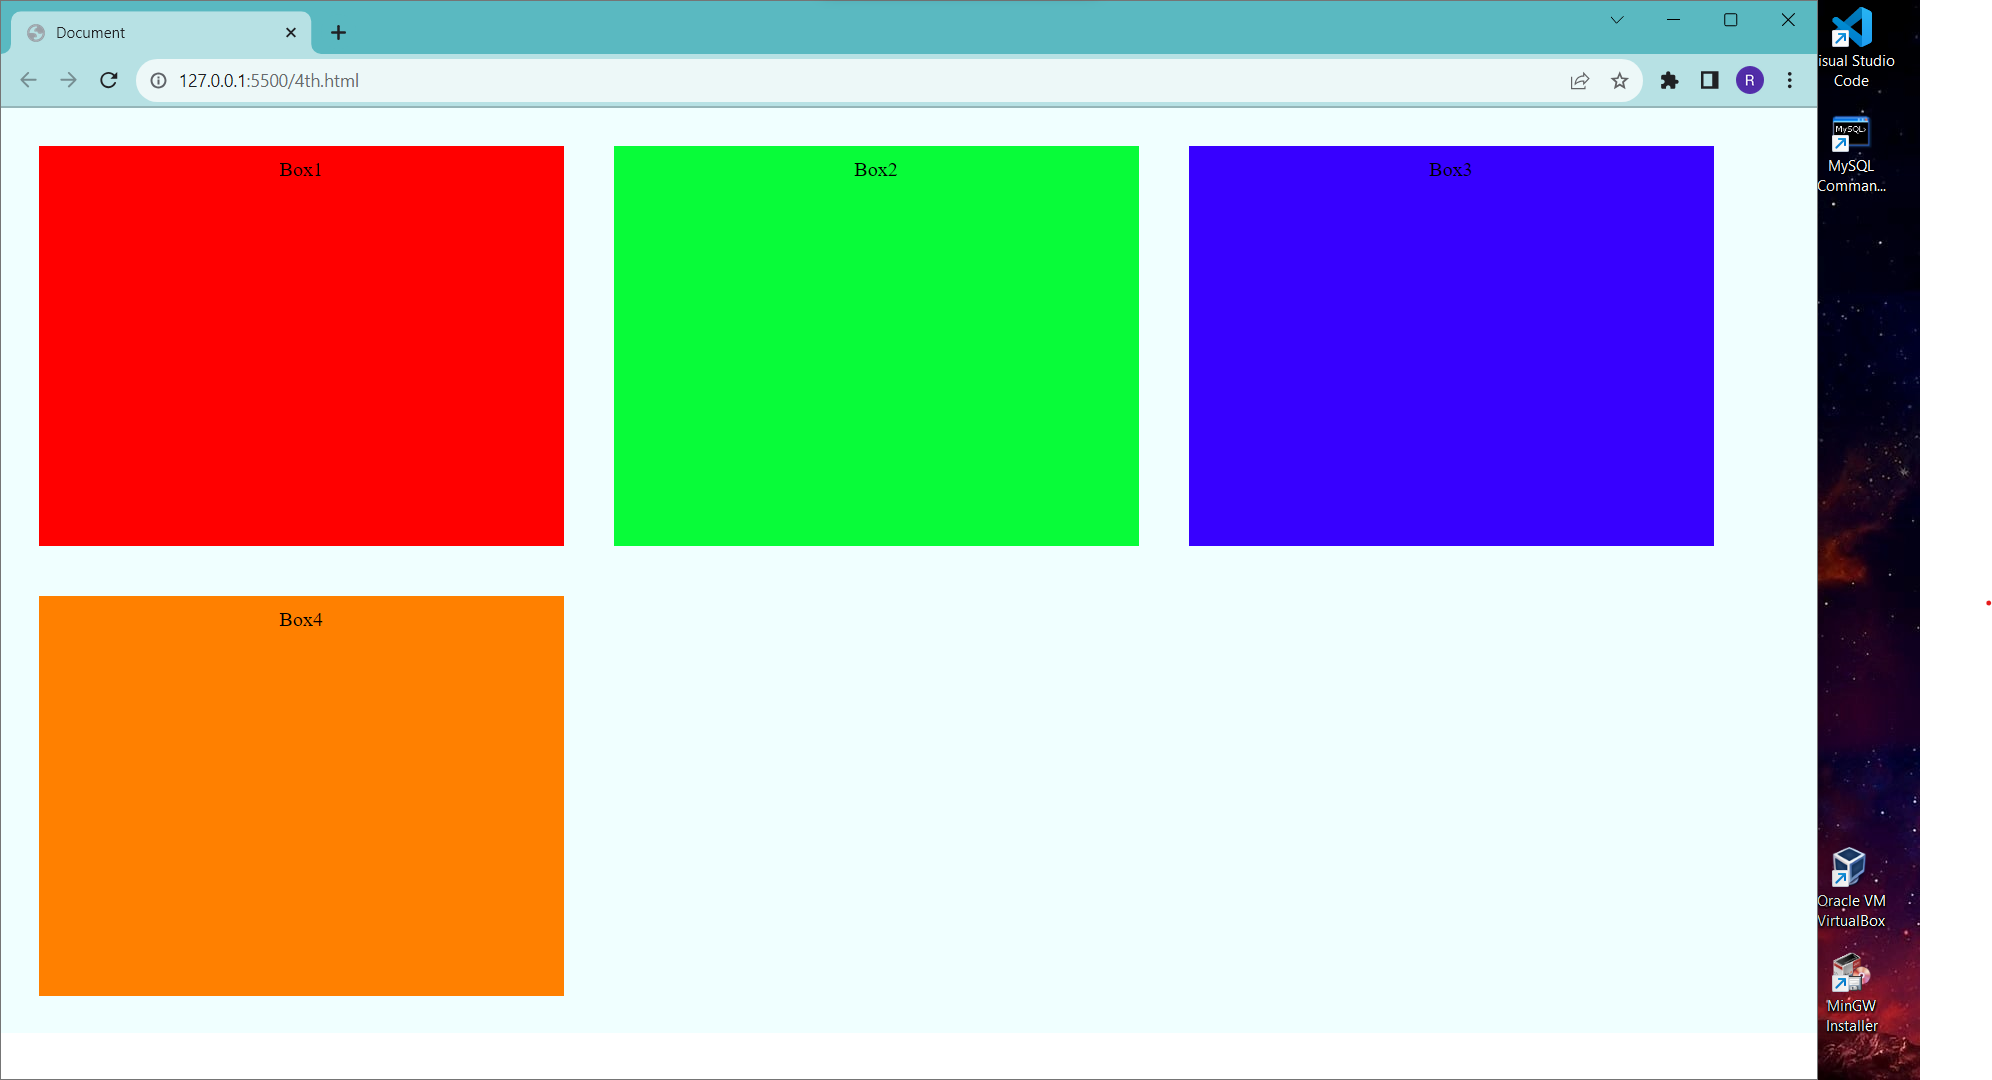 Document
127.0.0.1:5500/4th.html
R
Box1
Box2
Box3
Box4
isual Studio
Code
MySQL
MySQL
Comman...
Oracle VM
VirtualBox
MinGW
Installer